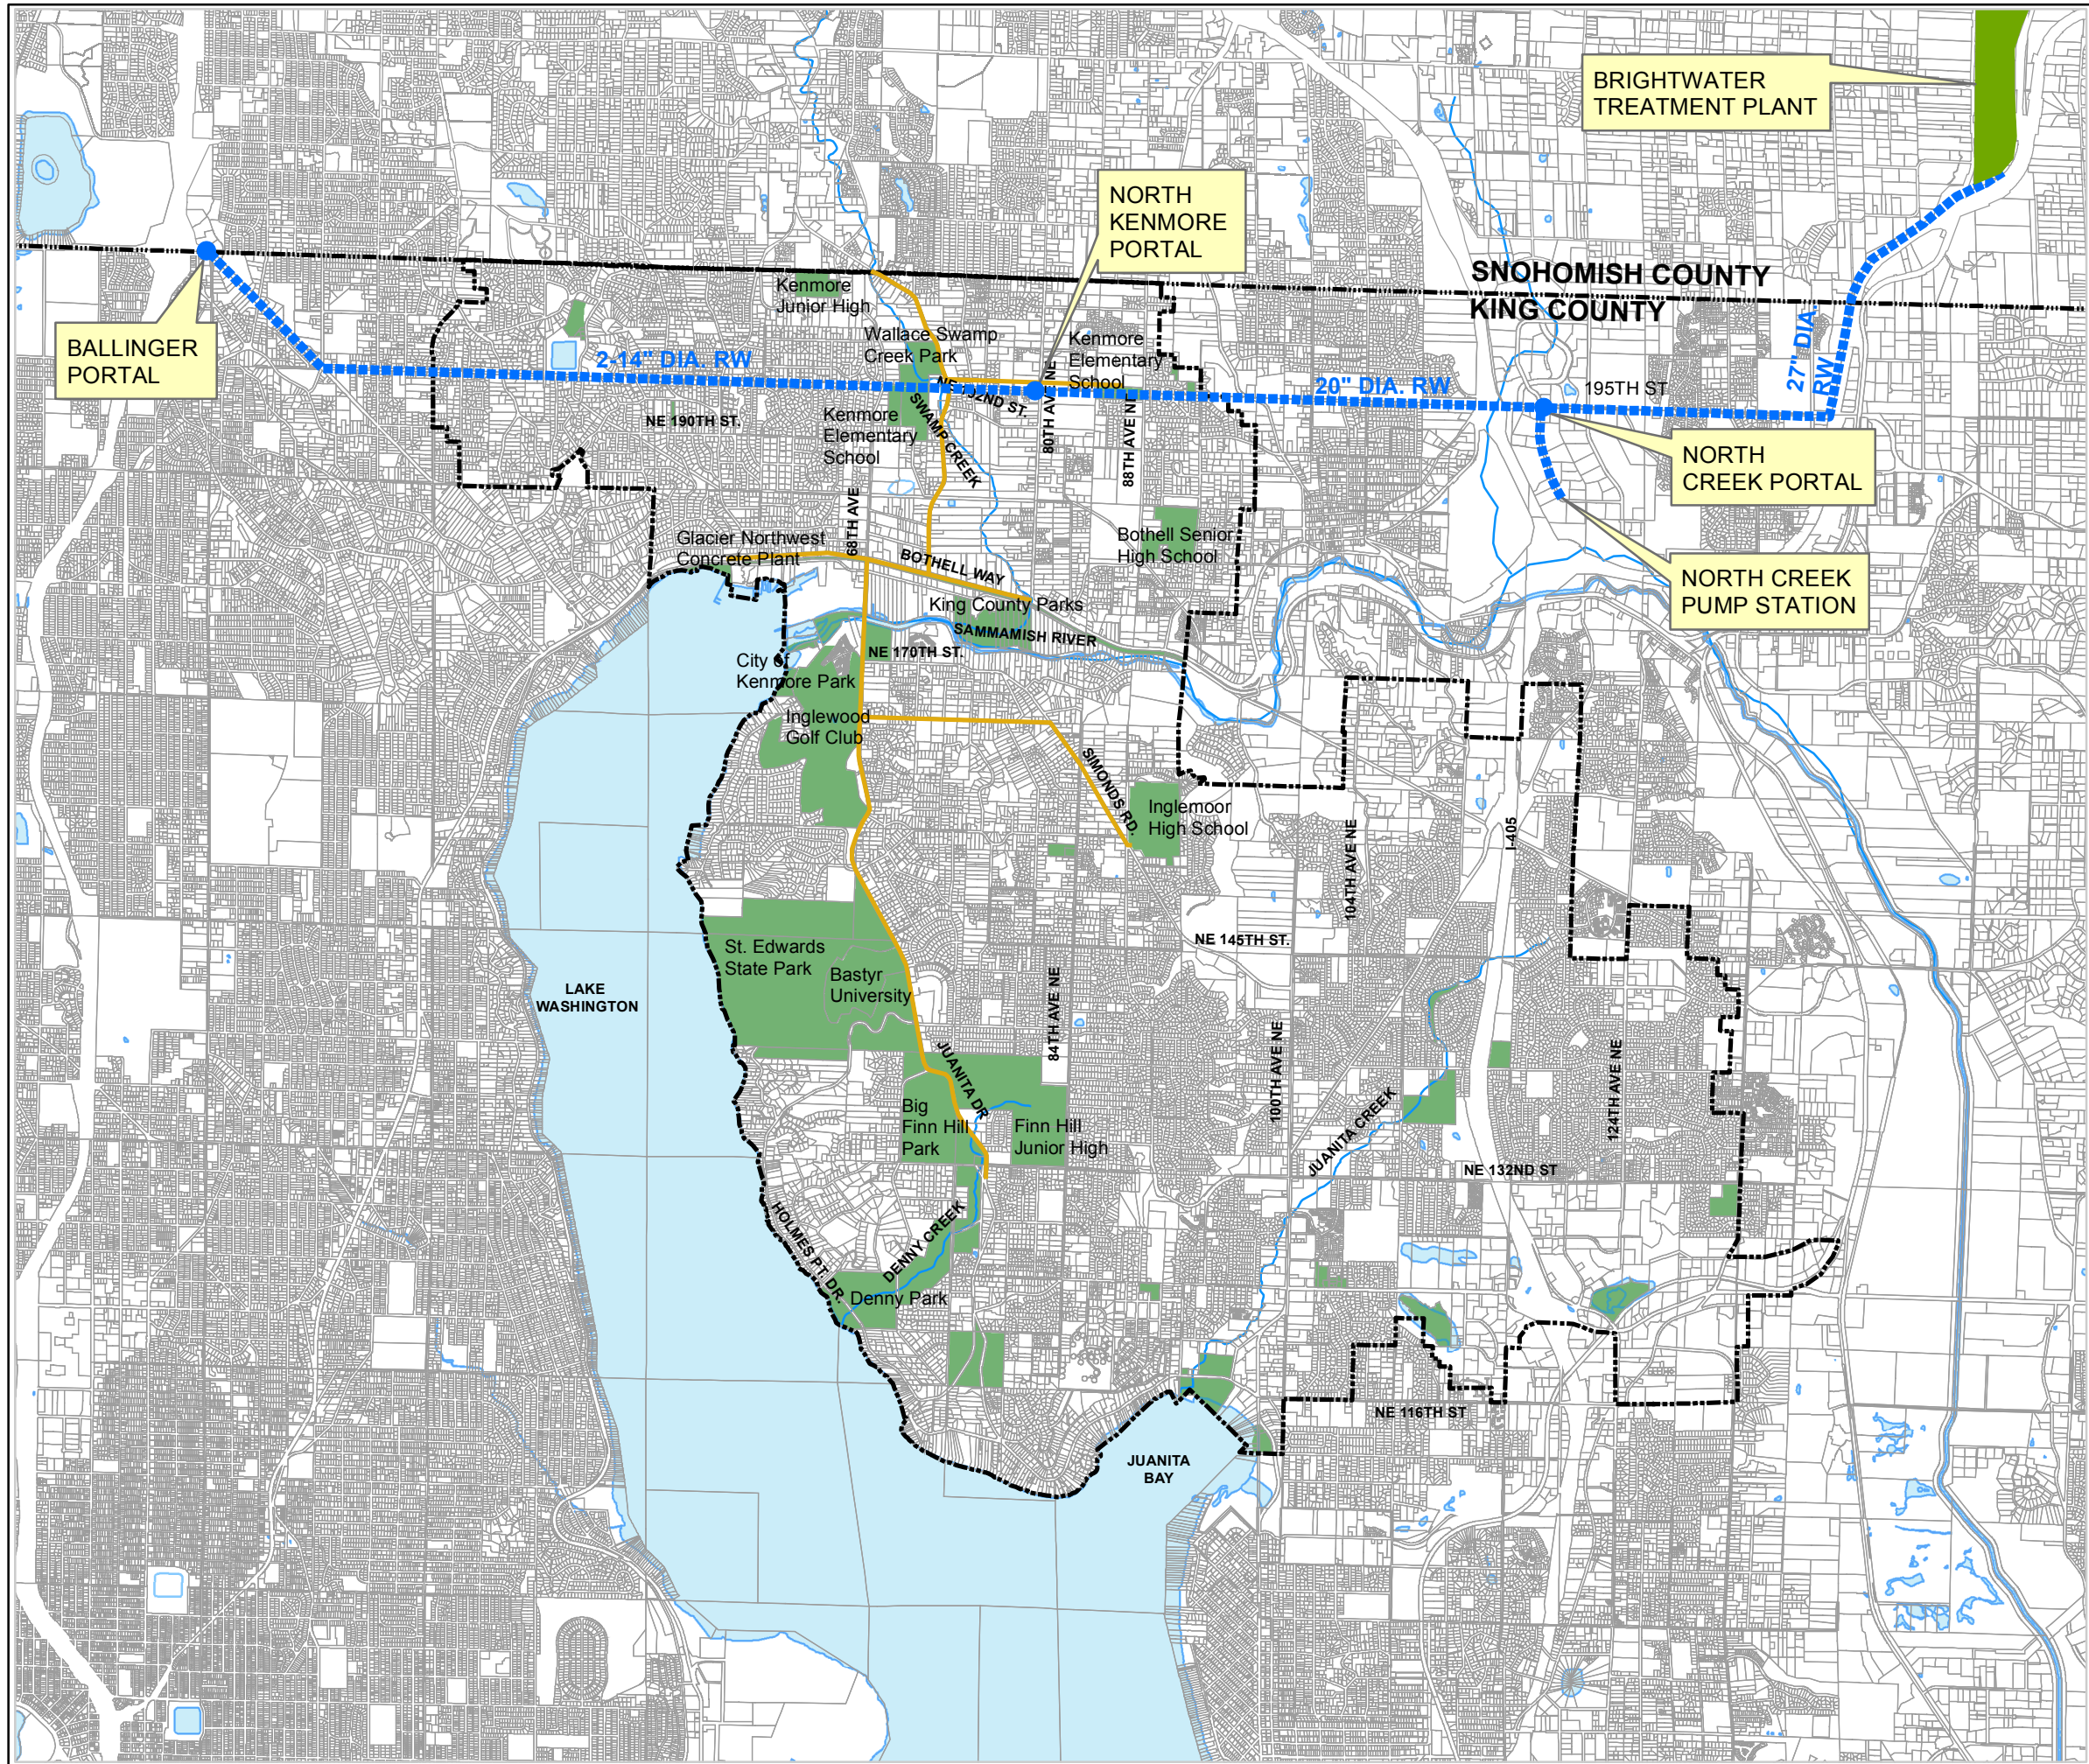 BRIGHTWATER
TREATMENT PLANT
NORTH
KENMORE
PORTAL
SNOHOMISH COUNTY
KING COUNTY
Kenmore
Junior High
BALLINGER
PORTAL
Wallace Swamp
Creek Park
Kenmore
Elementary
School
2-14" DIA. RW
20" DIA. RW
27" DIA.
RW
195TH ST
NE 190TH ST.
Kenmore
Elementary
School
SWAMP CREEK
80TH AVE NE
88TH AVE NE
NORTH
CREEK PORTAL
68TH AVE
Glacier Northwest
Concrete Plant
BOTHELL WAY
Bothell Senior
High School
NORTH CREEK
PUMP STATION
King County Parks
SAMMAMISH RIVER
NE 170TH ST.
City of
Kenmore Park
Inglewood
Golf Club
SIMONDS RD.
Inglemoor
High School
104TH AVE NE
I-405
NE 145TH ST.
St. Edwards
State Park
Bastyr
University
LAKE
WASHINGTON
84TH AVE NE
JUANITA DR.
100TH AVE NE
124TH AVE NE
Big
Finn Hill
Park
Finn Hill
Junior High
JUANITA CREEK
NE 132ND ST
HOLMES PT. DR.
DENNY CREEK
Denny Park
NE 116TH ST
JUANITA
BAY